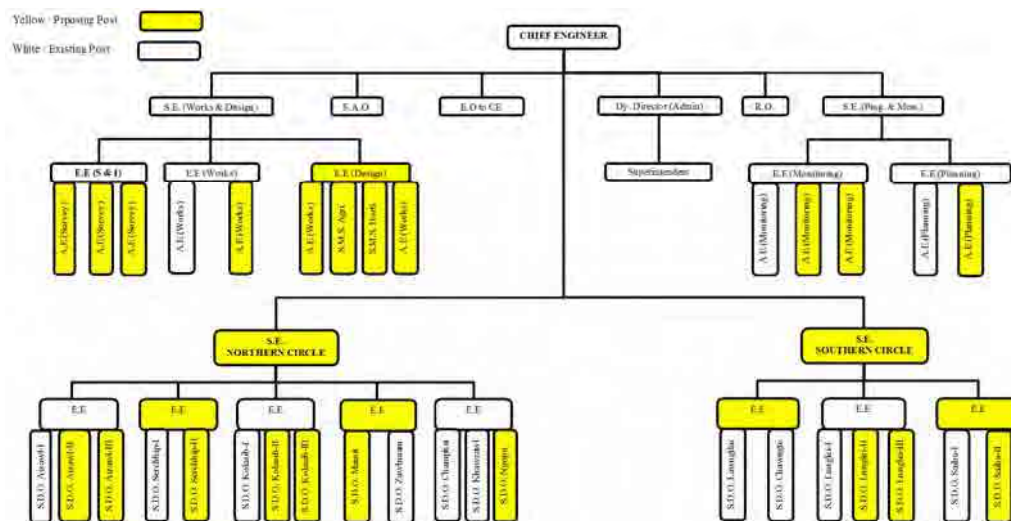 Yellow : Proposing Post
White : Existing Post
CHIEF ENGINEER
S.E. (Works & Design)
S.A.O
E.O to CE
Dy. Director (Admin)
R.O.
S.E. (Plng. & Mon.)
E.E (S & I)
E.E (Works)
E.E (Design)
Superintendent
E.E (Monitoring)
E.E (Planning)
A.E (Survey)
A.E (Survey)
A.E (Survey)
A.E (Works)
A.E (Works)
A.E (Works)
S.M.S. Agri
S.M.S. Horti
A.E (Works)
A.E (Monitoring)
A.E (Monitoring)
A.E (Monitoring)
A.E (Planning)
A.E (Planning)
S.E.
NORTHERN CIRCLE
S.E.
SOUTHERN CIRCLE
E.E
E.E
E.E
E.E
E.E
E.E
E.E
E.E
S.D.O. Aizawl-I
S.D.O. Aizawl-II
S.D.O. Aizawl-III
S.D.O. Serchhip-I
S.D.O. Serchhip-II
S.D.O. Kolasib-I
S.D.O. Kolasib-II
S.D.O. Kolasib-III
S.D.O. Mamit
S.D.O. Zawlnuam
S.D.O. Champhai
S.D.O. Khawzawl-I
S.D.O. Ngopa
S.D.O. Lawngtlai
S.D.O. Chawngte
S.D.O. Lunglei-I
S.D.O. Lunglei-II
S.D.O. Lunglei-III
S.D.O. Saiha-I
S.D.O. Saiha-II